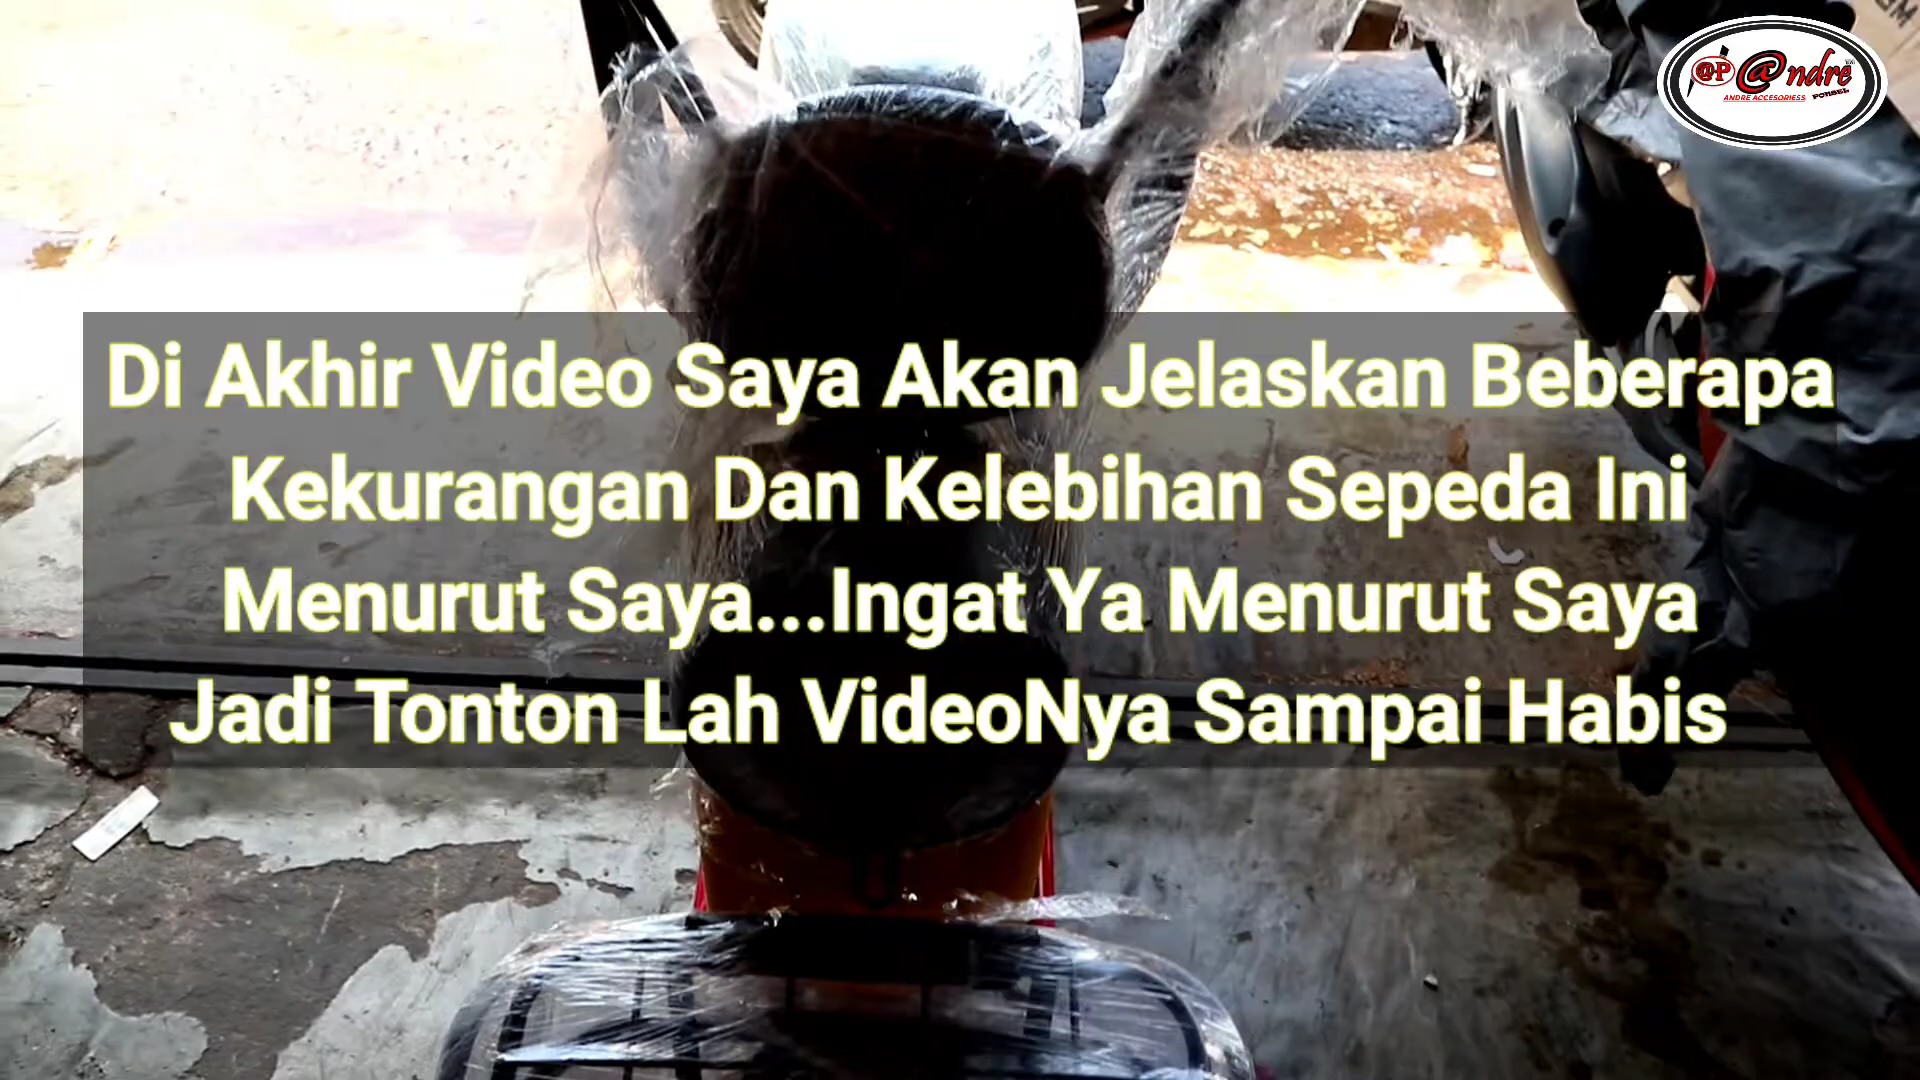 @P @ndre
ANDRE ACCESORIESS PONSEL
Di Akhir Video Saya Akan Jelaskan Beberapa
Kekurangan Dan Kelebihan Sepeda Ini
Menurut Saya...Ingat Ya Menurut Saya
Jadi Tonton Lah VideoNya Sampai Habis